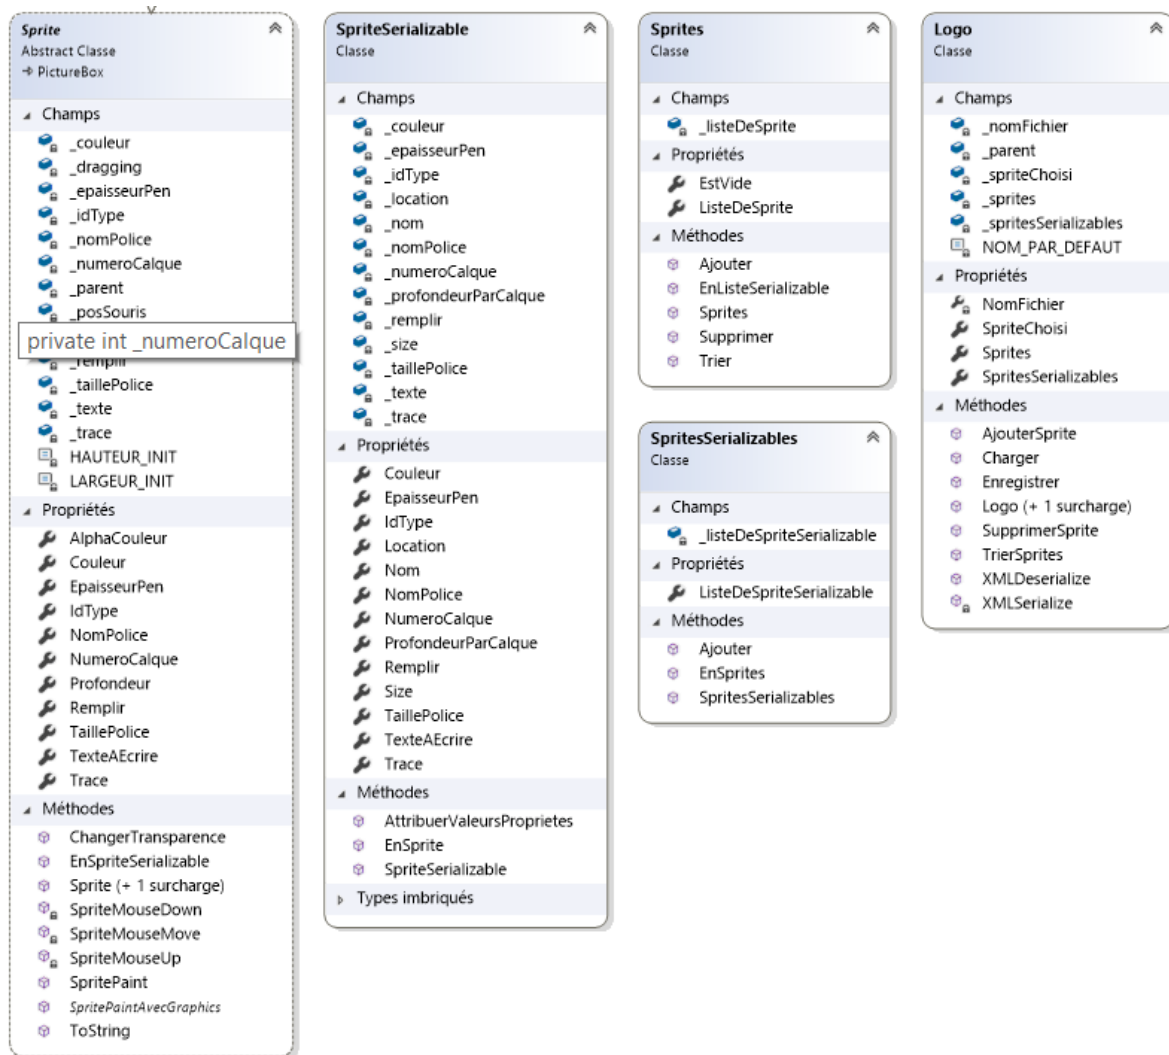 Sprite
Abstract Classe
PictureBox
Champs
_couleur
_dragging
_epaisseurPen
_idType
_nomPolice
_numeroCalque
_parent
_posSouris
private int _numeroCalque
_remplir
_taillePolice
_texte
_trace
HAUTEUR_INIT
LARGEUR_INIT
Propriétés
AlphaCouleur
Couleur
EpaisseurPen
IdType
NomPolice
NumeroCalque
Profondeur
Remplir
TaillePolice
TexteAEcrire
Trace
Méthodes
ChangerTransparence
EnSpriteSerializable
Sprite (+ 1 surcharge)
SpriteMouseDown
SpriteMouseMove
SpriteMouseUp
SpritePaint
SpritePaintAvecGraphics
ToString
SpriteSerializable
Classe
Champs
_couleur
_epaisseurPen
_idType
_location
_nom
_nomPolice
_numeroCalque
_profondeurParCalque
_remplir
_size
_taillePolice
_texte
_trace
Propriétés
Couleur
EpaisseurPen
IdType
Location
Nom
NomPolice
NumeroCalque
ProfondeurParCalque
Remplir
Size
TaillePolice
TexteAEcrire
Trace
Méthodes
AttribuerValeursProprietes
EnSprite
SpriteSerializable
Types imbriqués
Sprites
Classe
Champs
_listeDeSprite
Propriétés
EstVide
ListeDeSprite
Méthodes
Ajouter
EnListeSerializable
Sprites
Supprimer
Trier
SpritesSerializables
Classe
Champs
_listeDeSpriteSerializable
Propriétés
ListeDeSpriteSerializable
Méthodes
Ajouter
EnSprites
SpritesSerializables
Logo
Classe
Champs
_nomFichier
_parent
_spriteChoisi
_sprites
_spritesSerializables
NOM_PAR_DEFAUT
Propriétés
NomFichier
SpriteChoisi
Sprites
SpritesSerializables
Méthodes
AjouterSprite
Charger
Enregistrer
Logo (+ 1 surcharge)
SupprimerSprite
TrierSprites
XMLDeserialize
XMLSerialize